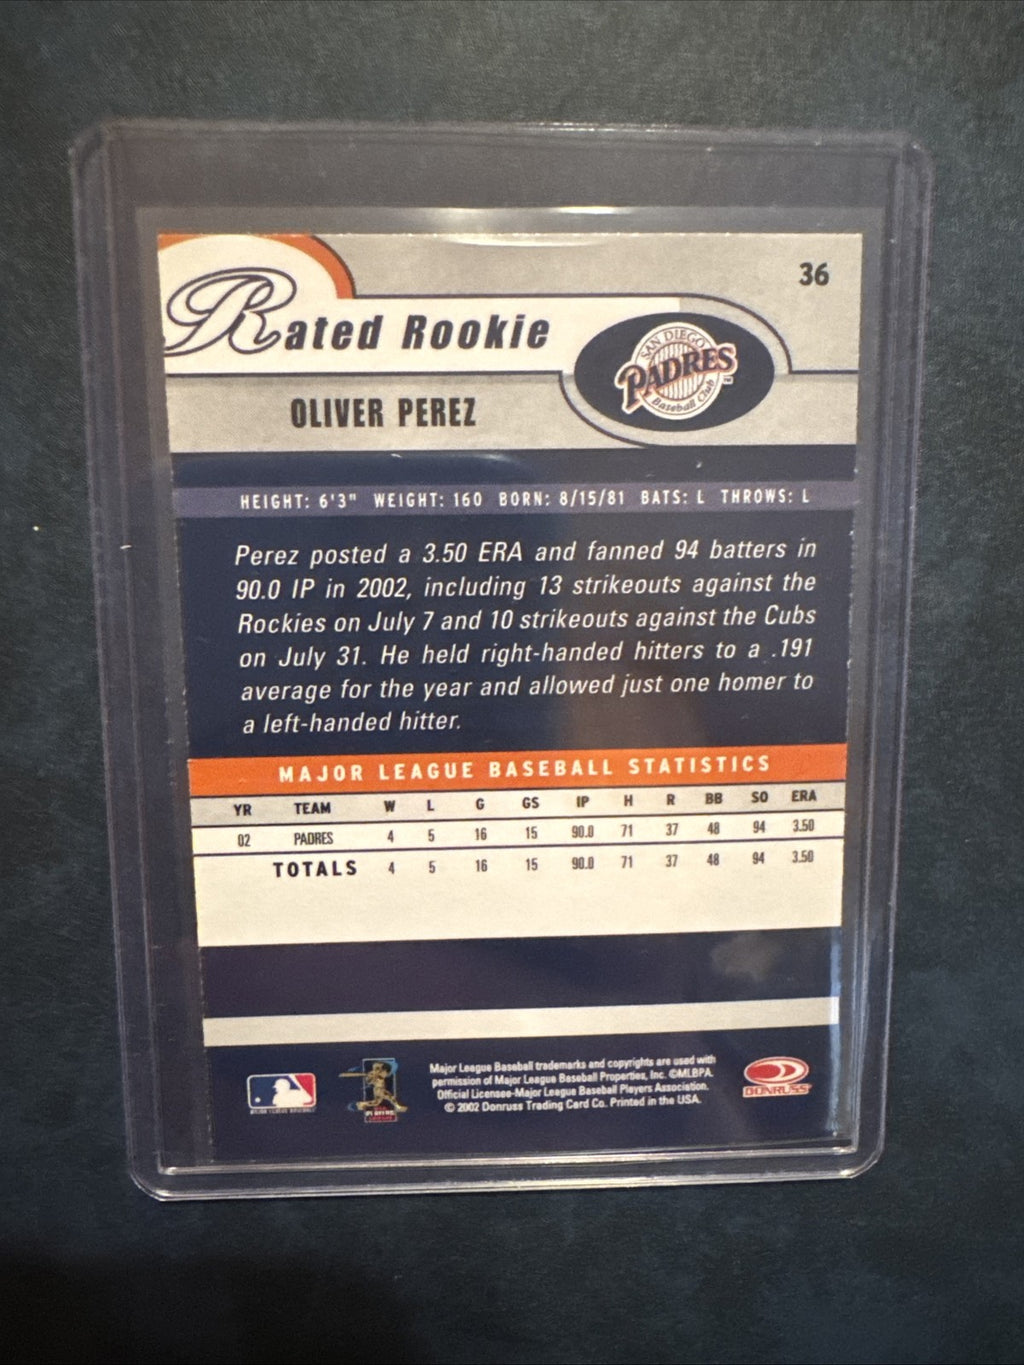 36
Rated Rookie
SAN DIEGO
PADRES
Baseball Club
OLIVER PEREZ
HEIGHT: 6'3" WEIGHT: 160 BORN: 8/15/81 BATS: L THROWS: L
Perez posted a 3.50 ERA and fanned 94 batters in
90.0 IP in 2002, including 13 strikeouts against the
Rockies on July 7 and 10 strikeouts against the Cubs
on July 31. He held right-handed hitters to a .191
average for the year and allowed just one homer to
a left-handed hitter.
MAJOR LEAGUE BASEBALL STATISTICS
YR TEAM W L G GS IP H R BB SO ERA
02 PADRES 4 5 16 15 90.0 71 37 48 94 3.50
TOTALS 4 5 16 15 90.0 71 37 48 94 3.50
Major League Baseball trademarks and copyrights are used with
permission of Major League Baseball Properties, Inc. ©MLBPA.
Official Licensee-Major League Baseball Players Association.
© 2002 Donruss Trading Card Co. Printed in the USA.
MAJOR LEAGUE BASEBALL
PLAYERS
DONRUSS